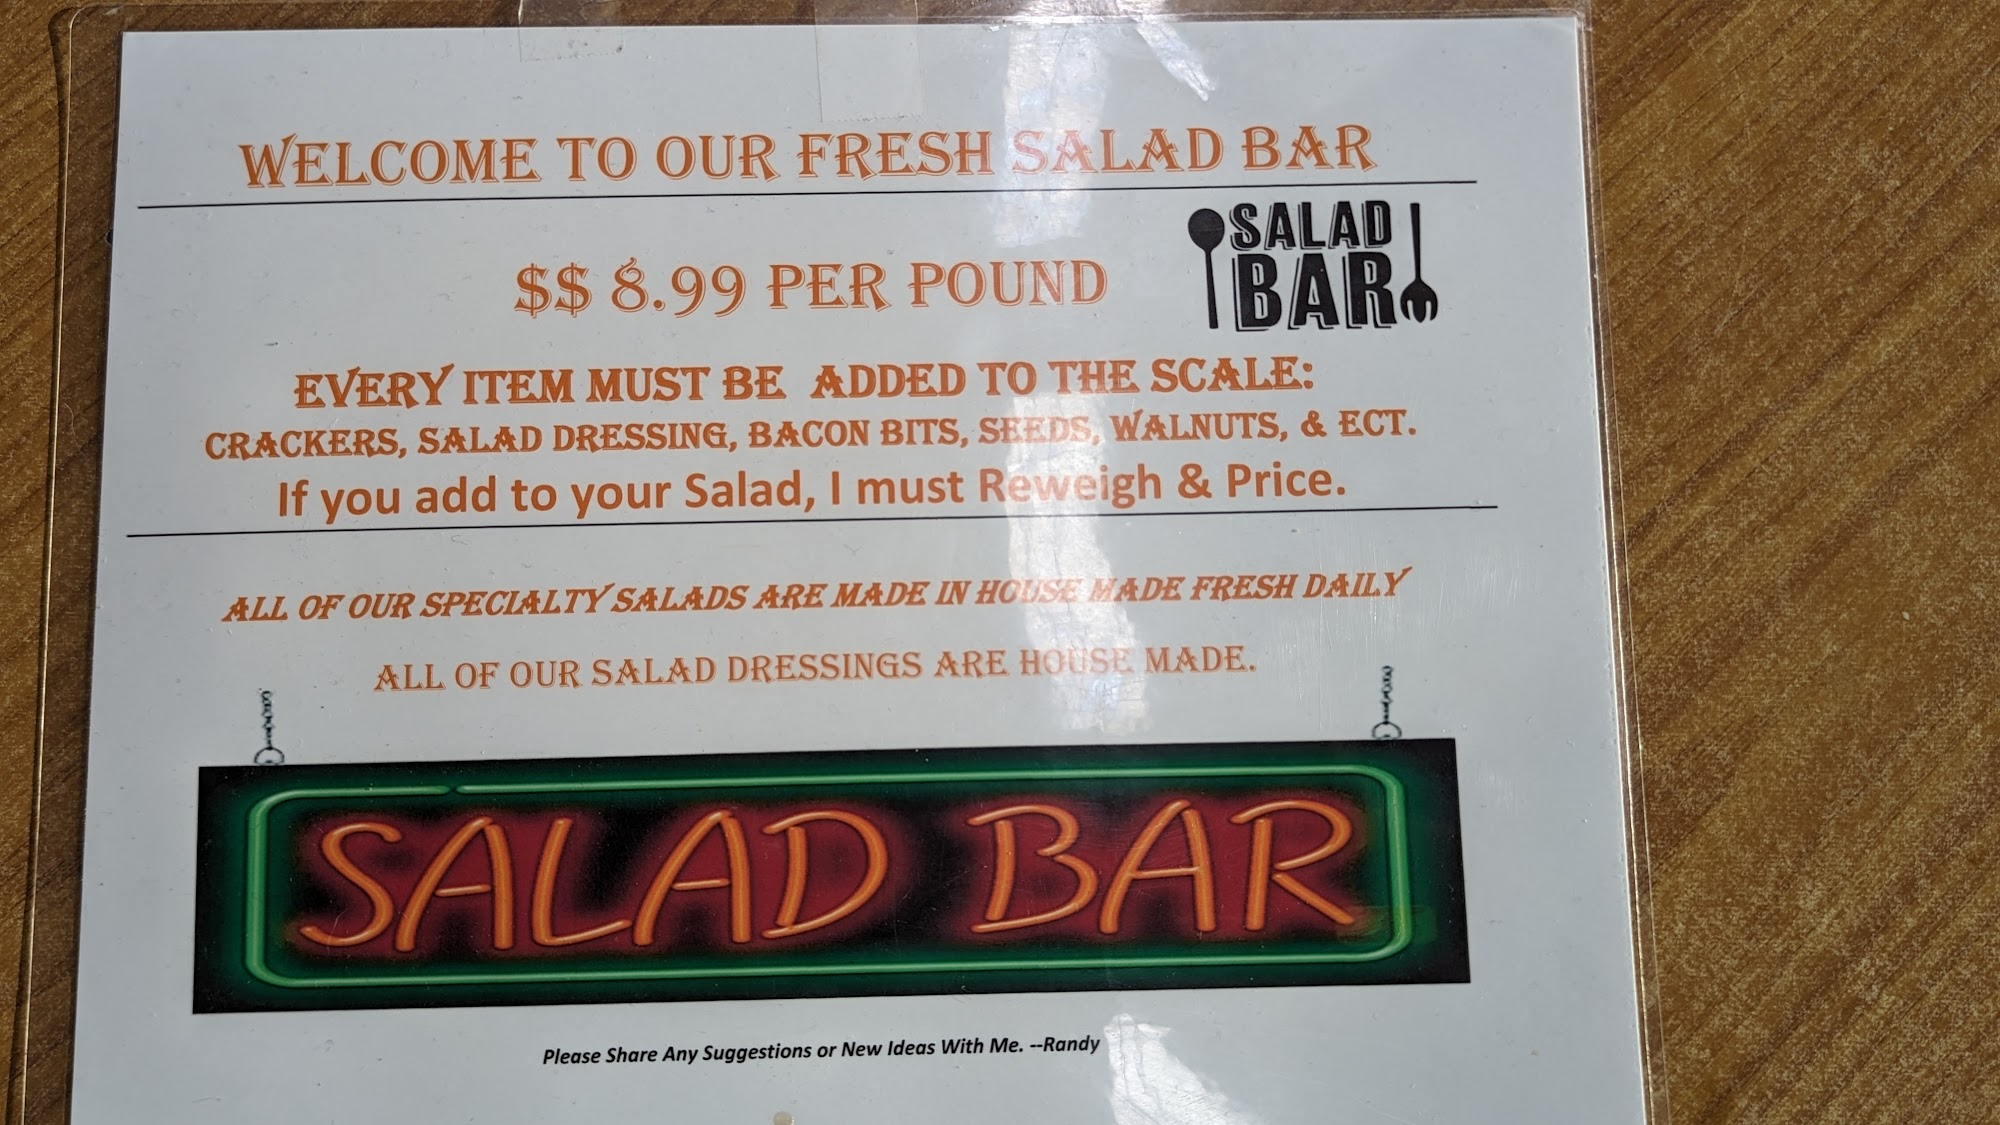 WELCOME TO OUR FRESH SALAD BAR
$$ 8.99 PER POUND
SALAD
BAR
EVERY ITEM MUST BE ADDED TO THE SCALE:
CRACKERS, SALAD DRESSING, BACON BITS, SEEDS, WALNUTS, & ECT.
If you add to your Salad, I must Reweigh & Price.
ALL OF OUR SPECIALTY SALADS ARE MADE IN HOUSE MADE FRESH DAILY
ALL OF OUR SALAD DRESSINGS ARE HOUSE MADE.
SALAD BAR
Please Share Any Suggestions or New Ideas With Me. --Randy